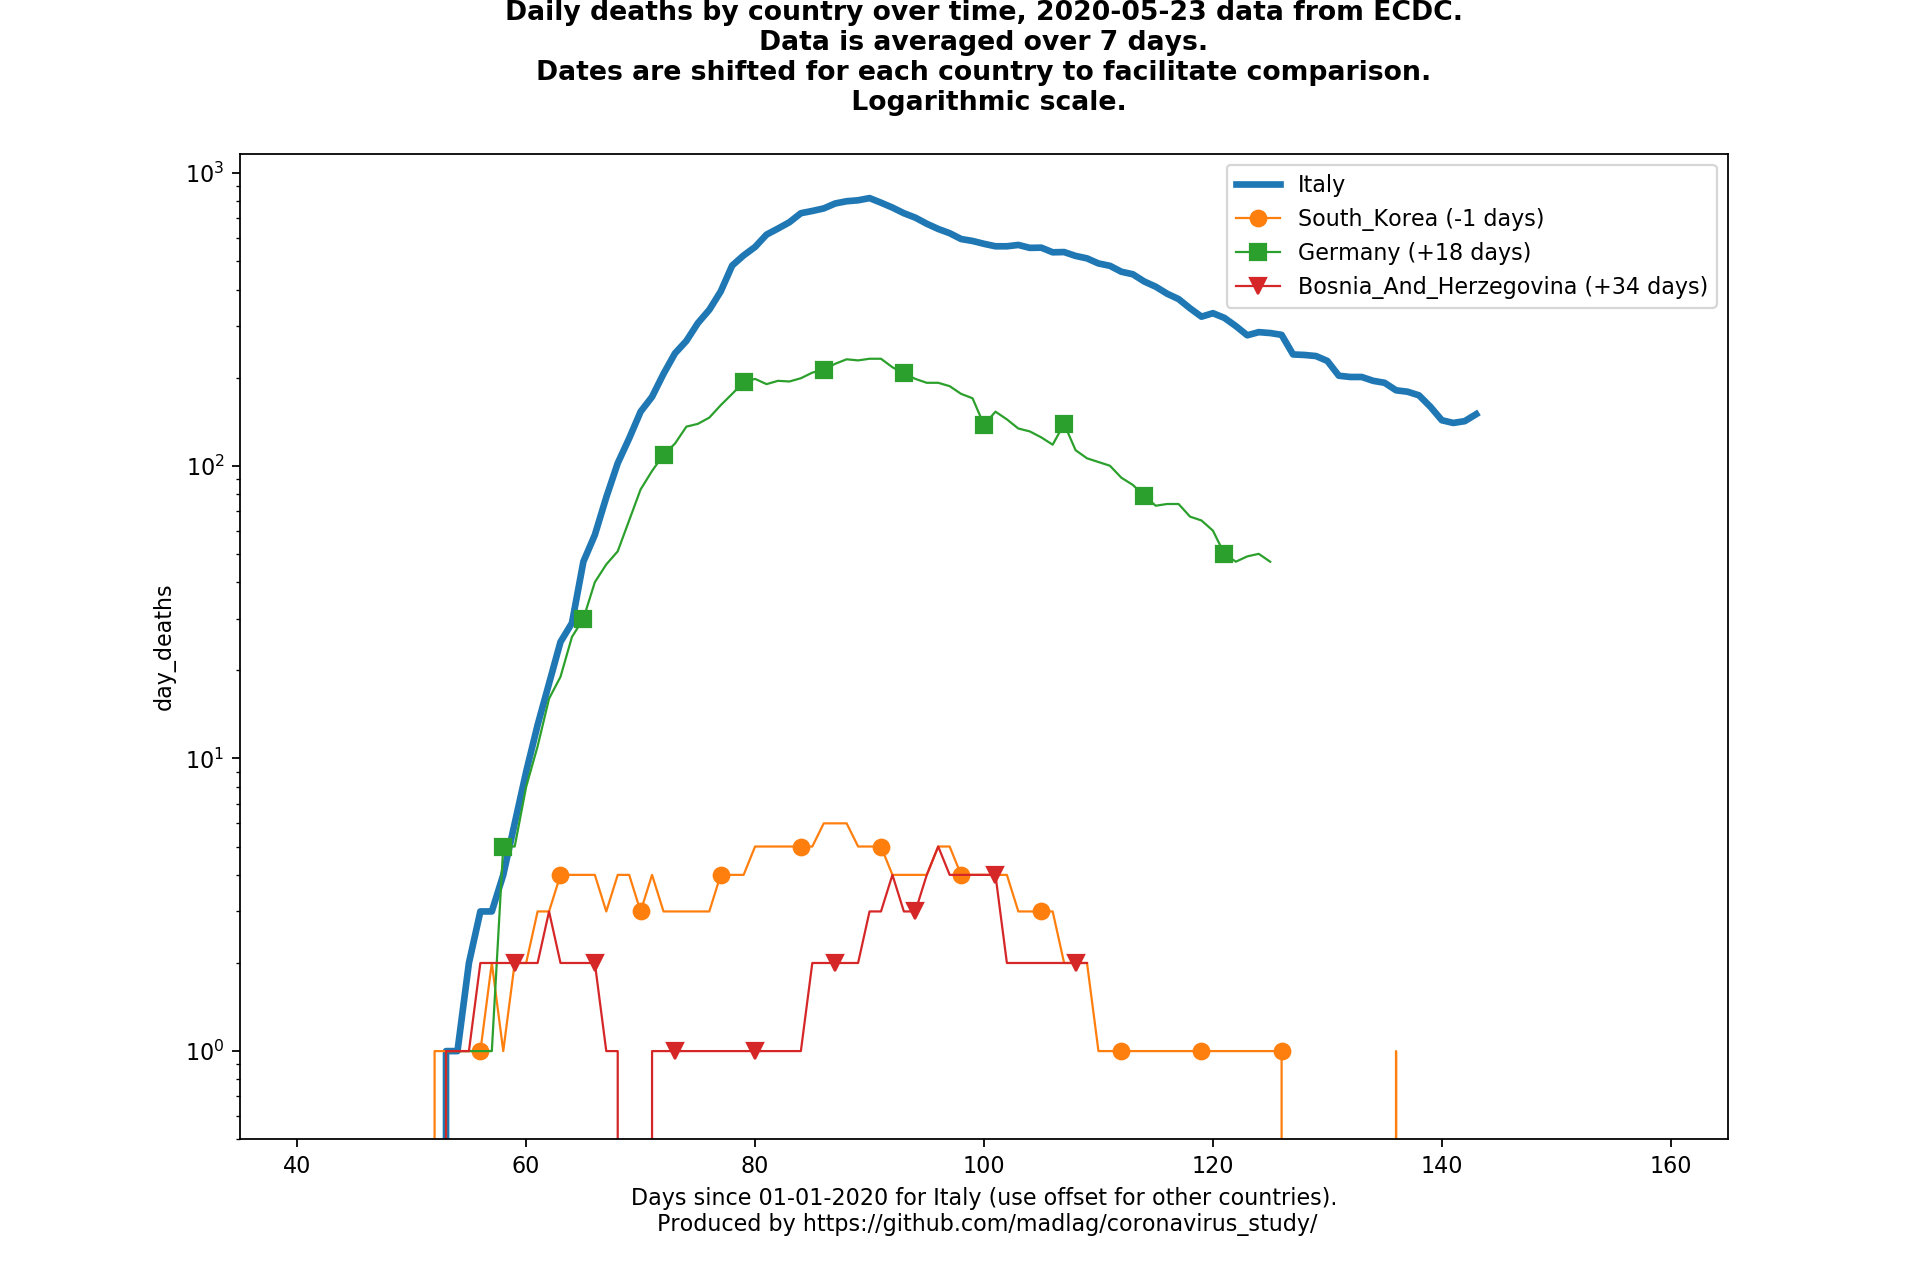 Daily deaths by country over time, 2020-05-23 data from ECDC.
Data is averaged over 7 days.
Dates are shifted for each country to facilitate comparison.
Logarithmic scale.
10³
10²
10¹
10⁰
day_deaths
Italy
South_Korea (-1 days)
Germany (+18 days)
Bosnia_And_Herzegovina (+34 days)
40 60 80 100 120 140 160
Days since 01-01-2020 for Italy (use offset for other countries).
Produced by https://github.com/madlag/coronavirus_study/